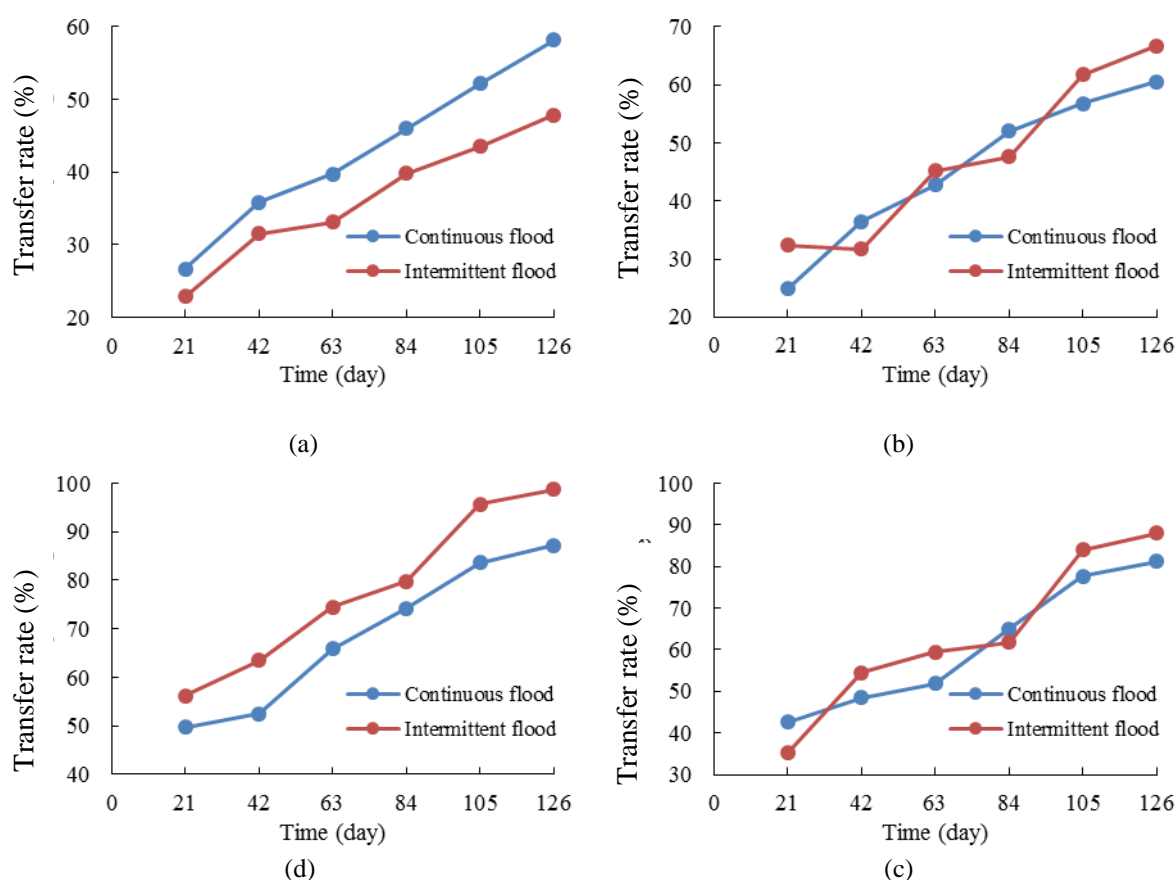 60
50
40
30
20
Transfer rate (%)
Continuous flood
Intermittent flood
0 21 42 63 84 105 126
Time (day)
(a)
70
60
50
40
30
20
Transfer rate (%)
Continuous flood
Intermittent flood
0 21 42 63 84 105 126
Time (day)
(b)
100
90
80
70
60
50
40
Transfer rate (%)
Continuous flood
Intermittent flood
0 21 42 63 84 105 126
Time (day)
(d)
100
90
80
70
60
50
40
30
Transfer rate (%)
Continuous flood
Intermittent flood
0 21 42 63 84 105 126
Time (day)
(c)